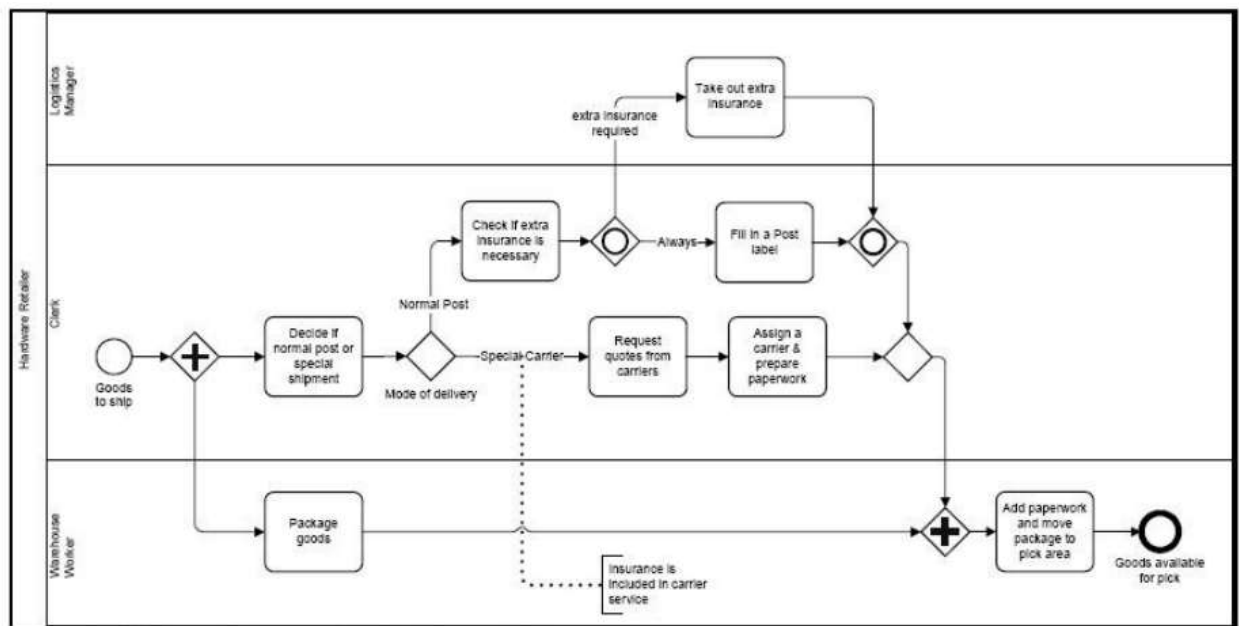 Hardware Retailer
Logistics
Manager
Take out extra
insurance
extra insurance
required
Clerk
Check if extra
insurance is
necessary
Always
Fill in a Post
label
Normal Post
Decide if
normal post or
special
shipment
Special Carrier
Request
quotes from
carriers
Assign a
carrier &
prepare
paperwork
Goods
to ship
Mode of delivery
Warehouse
Worker
Package
goods
Add paperwork
and move
package to
pick area
Goods available
for pick
Insurance is
included in carrier
service